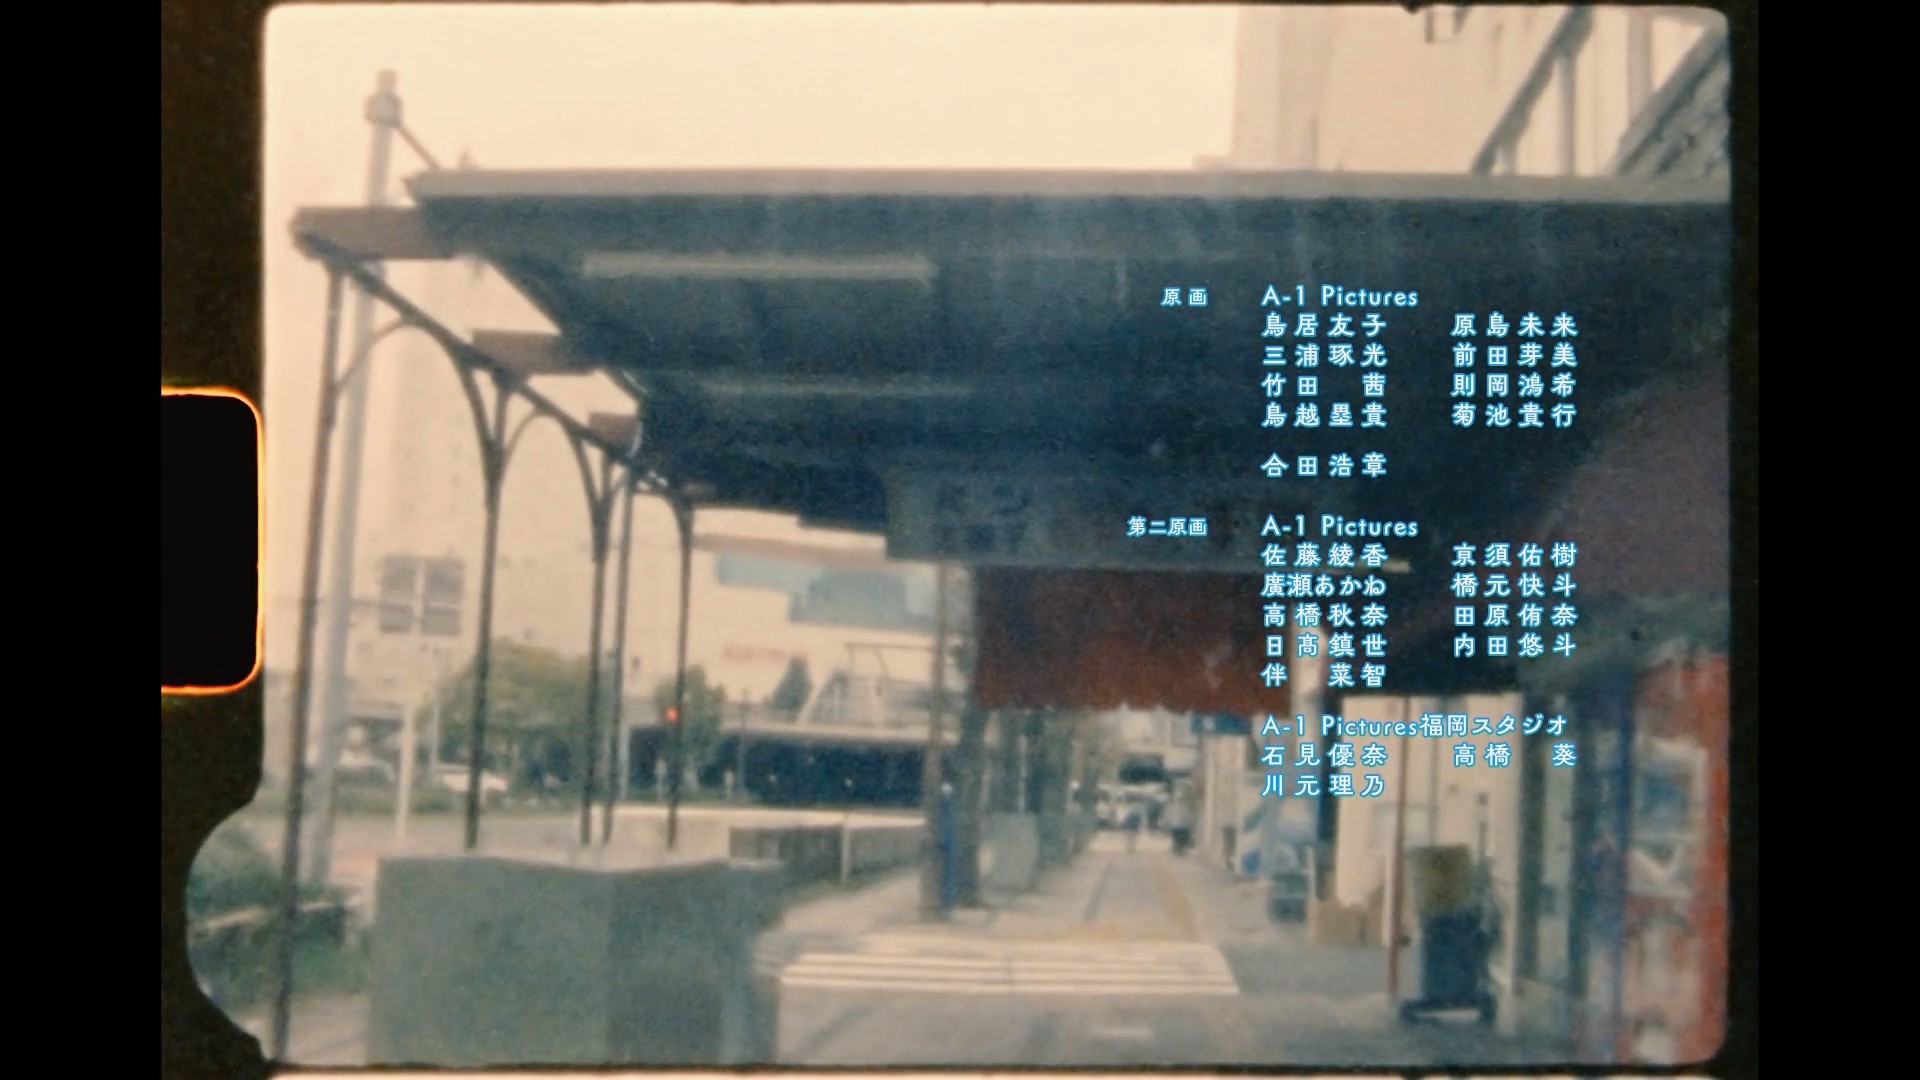 原画 A-1 Pictures
鳥居友子 原島未来
三浦琢光 前田芽美
竹田 茜 則岡鴻希
鳥越塁貴 菊池貴行
合田浩章
第二原画 A-1 Pictures
佐藤綾香 京須佑樹
廣瀬あかね 橋元快斗
高橋秋奈 田原侑奈
日髙鎮世 内田悠斗
伴 菜智
A-1 Pictures福岡スタジオ
石見優奈 高橋 葵
川元理乃